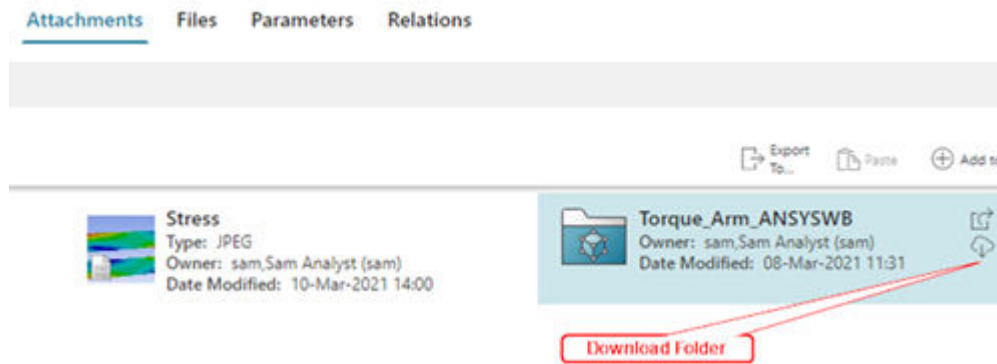 Attachments Files Parameters Relations
Export
To...
Paste
Add to
Stress
Type: JPEG
Owner: sam,Sam Analyst (sam)
Date Modified: 10-Mar-2021 14:00
Torque_Arm_ANSYSWB
Owner: sam,Sam Analyst (sam)
Date Modified: 08-Mar-2021 11:31
Download Folder